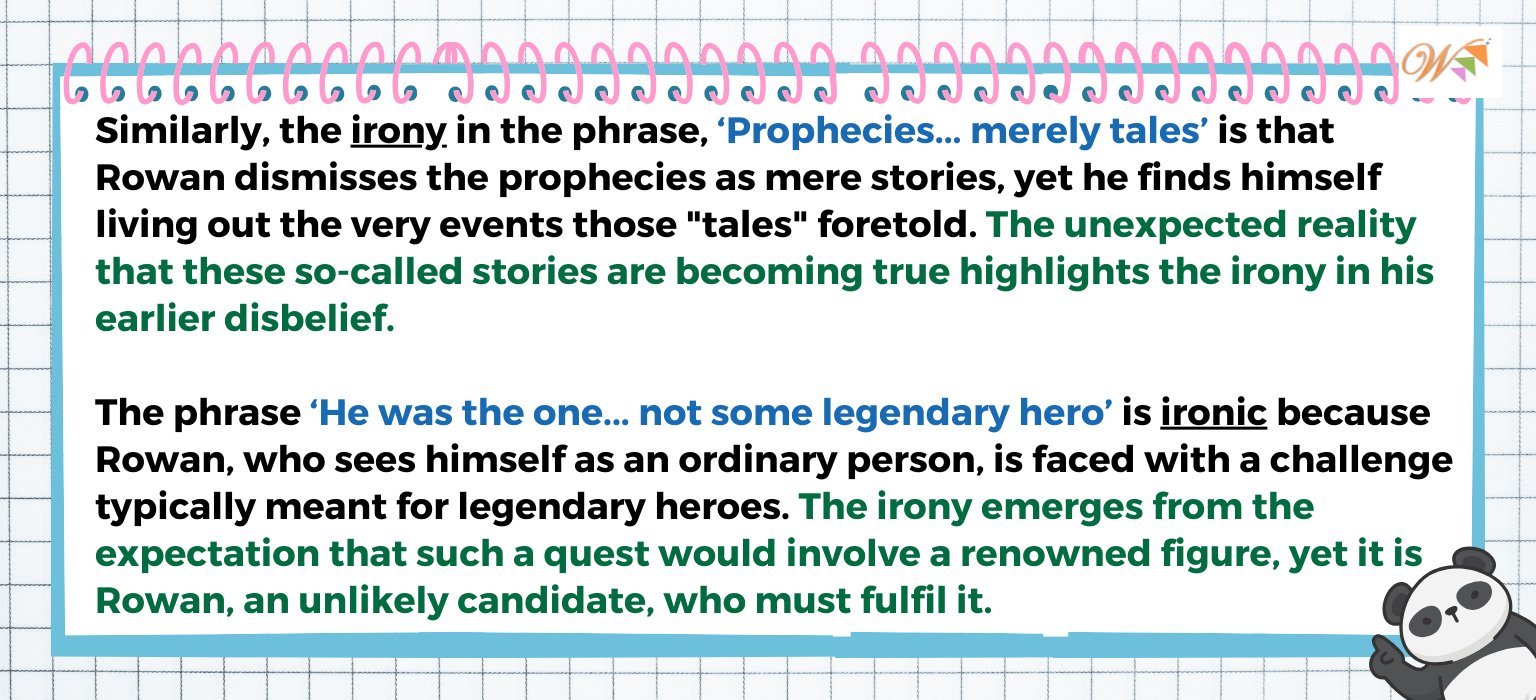 W
Similarly, the irony in the phrase, ‘Prophecies... merely tales’ is that
Rowan dismisses the prophecies as mere stories, yet he finds himself
living out the very events those "tales" foretold. The unexpected reality
that these so-called stories are becoming true highlights the irony in his
earlier disbelief.
The phrase ‘He was the one... not some legendary hero’ is ironic because
Rowan, who sees himself as an ordinary person, is faced with a challenge
typically meant for legendary heroes. The irony emerges from the
expectation that such a quest would involve a renowned figure, yet it is
Rowan, an unlikely candidate, who must fulfil it.